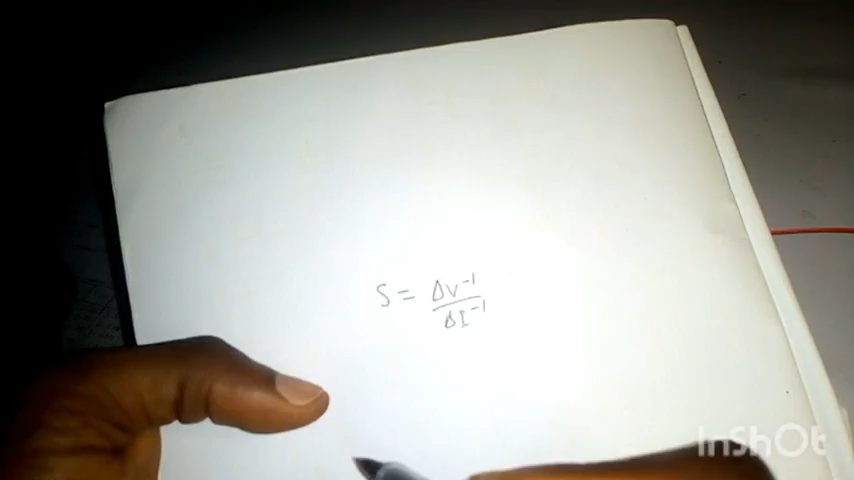 S = ΔV⁻¹
ΔI⁻¹
InShot